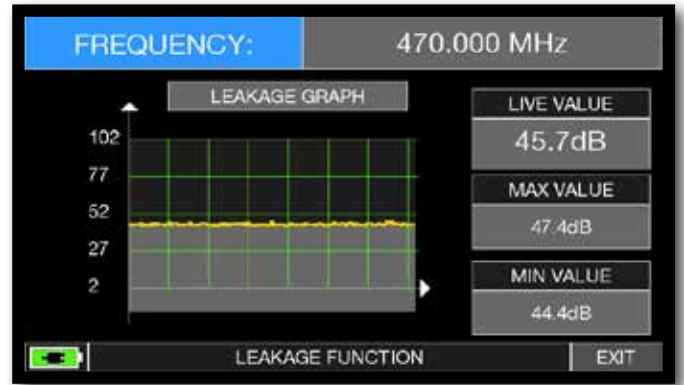 FREQUENCY: 470.000 MHz
LEAKAGE GRAPH
102
77
52
27
2
LIVE VALUE
45.7dB
MAX VALUE
47.4dB
MIN VALUE
44.4dB
LEAKAGE FUNCTION
EXIT